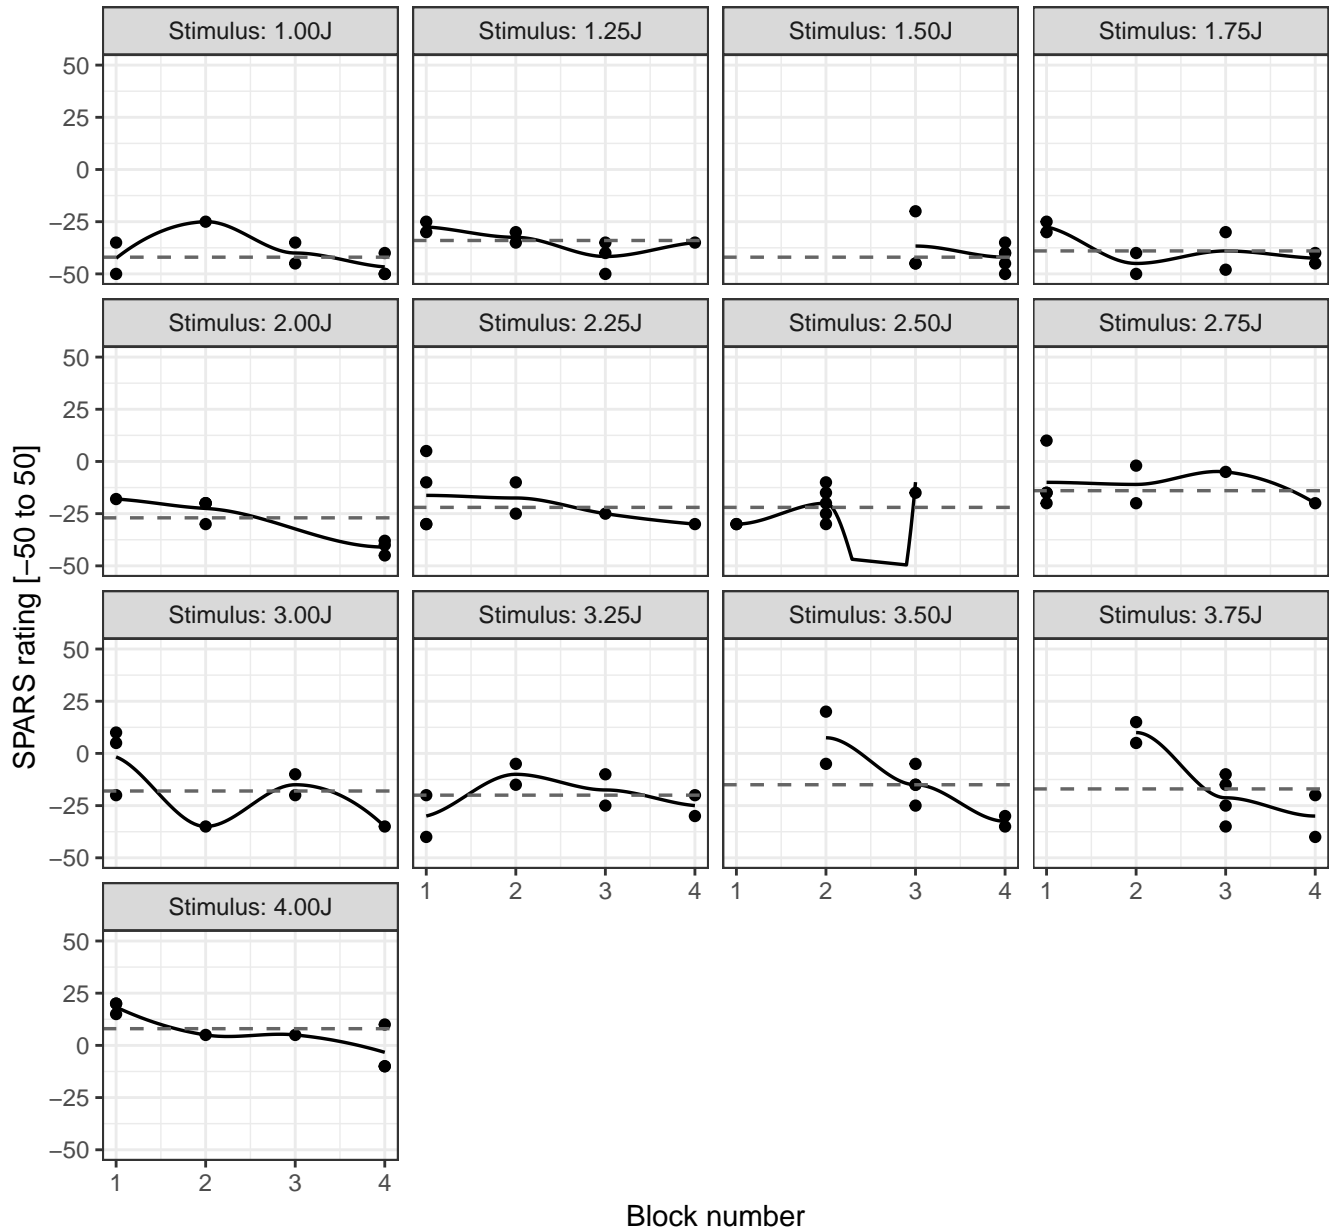 Stimulus: 1.00J Stimulus: 1.25J Stimulus: 1.50J Stimulus: 1.75J
50
25
0
−25
−50
Stimulus: 2.00J Stimulus: 2.25J Stimulus: 2.50J Stimulus: 2.75J
50
25
0
−25
−50
Stimulus: 3.00J Stimulus: 3.25J Stimulus: 3.50J Stimulus: 3.75J
50
25
0
−25
−50
1 2 3 4 1 2 3 4 1 2 3 4
Stimulus: 4.00J
50
25
0
−25
−50
1 2 3 4
Block number
SPARS rating [−50 to 50]